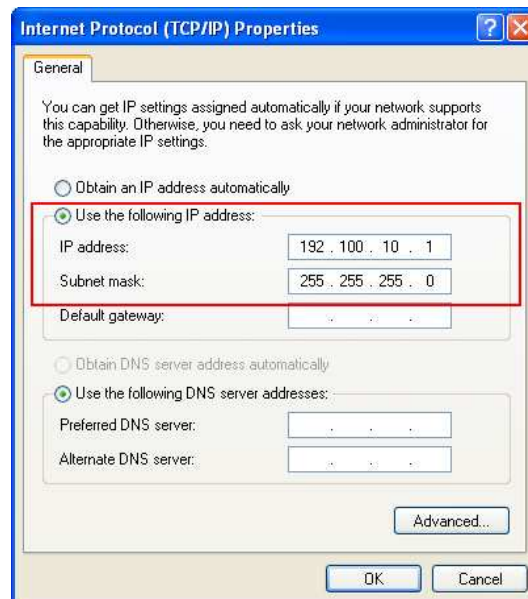 Internet Protocol (TCP/IP) Properties
General
You can get IP settings assigned automatically if your network supports
this capability. Otherwise, you need to ask your network administrator for
the appropriate IP settings.
Obtain an IP address automatically
Use the following IP address:
IP address: 192 . 100 . 10 . 1
Subnet mask: 255 . 255 . 255 . 0
Default gateway: . . .
Obtain DNS server address automatically
Use the following DNS server addresses:
Preferred DNS server: . . .
Alternate DNS server: . . .
Advanced...
OK Cancel